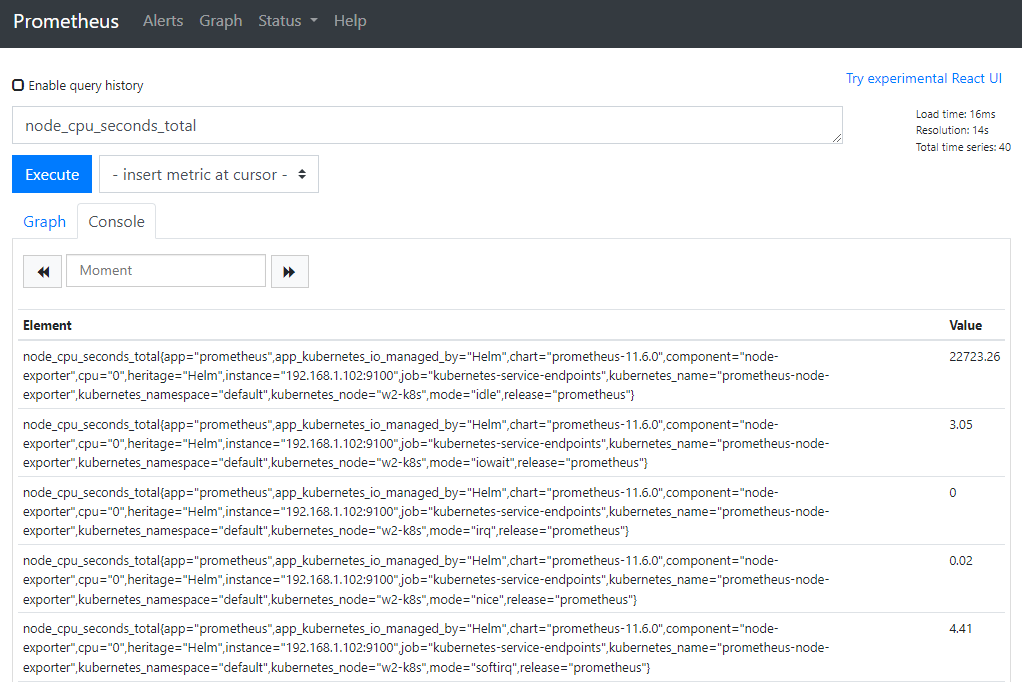 Prometheus Alerts Graph Status Help
Try experimental React UI
Enable query history
node_cpu_seconds_total
Load time: 16ms
Resolution: 14s
Total time series: 40
Execute - insert metric at cursor -
Graph Console
Moment
Element Value
node_cpu_seconds_total{app="prometheus",app_kubernetes_io_managed_by="Helm",chart="prometheus-11.6.0",component="node- 22723.26
exporter",cpu="0",heritage="Helm",instance="192.168.1.102:9100",job="kubernetes-service-endpoints",kubernetes_name="prometheus-node-
exporter",kubernetes_namespace="default",kubernetes_node="w2-k8s",mode="idle",release="prometheus"}
node_cpu_seconds_total{app="prometheus",app_kubernetes_io_managed_by="Helm",chart="prometheus-11.6.0",component="node- 3.05
exporter",cpu="0",heritage="Helm",instance="192.168.1.102:9100",job="kubernetes-service-endpoints",kubernetes_name="prometheus-node-
exporter",kubernetes_namespace="default",kubernetes_node="w2-k8s",mode="iowait",release="prometheus"}
node_cpu_seconds_total{app="prometheus",app_kubernetes_io_managed_by="Helm",chart="prometheus-11.6.0",component="node- 0
exporter",cpu="0",heritage="Helm",instance="192.168.1.102:9100",job="kubernetes-service-endpoints",kubernetes_name="prometheus-node-
exporter",kubernetes_namespace="default",kubernetes_node="w2-k8s",mode="irq",release="prometheus"}
node_cpu_seconds_total{app="prometheus",app_kubernetes_io_managed_by="Helm",chart="prometheus-11.6.0",component="node- 0.02
exporter",cpu="0",heritage="Helm",instance="192.168.1.102:9100",job="kubernetes-service-endpoints",kubernetes_name="prometheus-node-
exporter",kubernetes_namespace="default",kubernetes_node="w2-k8s",mode="nice",release="prometheus"}
node_cpu_seconds_total{app="prometheus",app_kubernetes_io_managed_by="Helm",chart="prometheus-11.6.0",component="node- 4.41
exporter",cpu="0",heritage="Helm",instance="192.168.1.102:9100",job="kubernetes-service-endpoints",kubernetes_name="prometheus-node-
exporter",kubernetes_namespace="default",kubernetes_node="w2-k8s",mode="softirq",release="prometheus"}